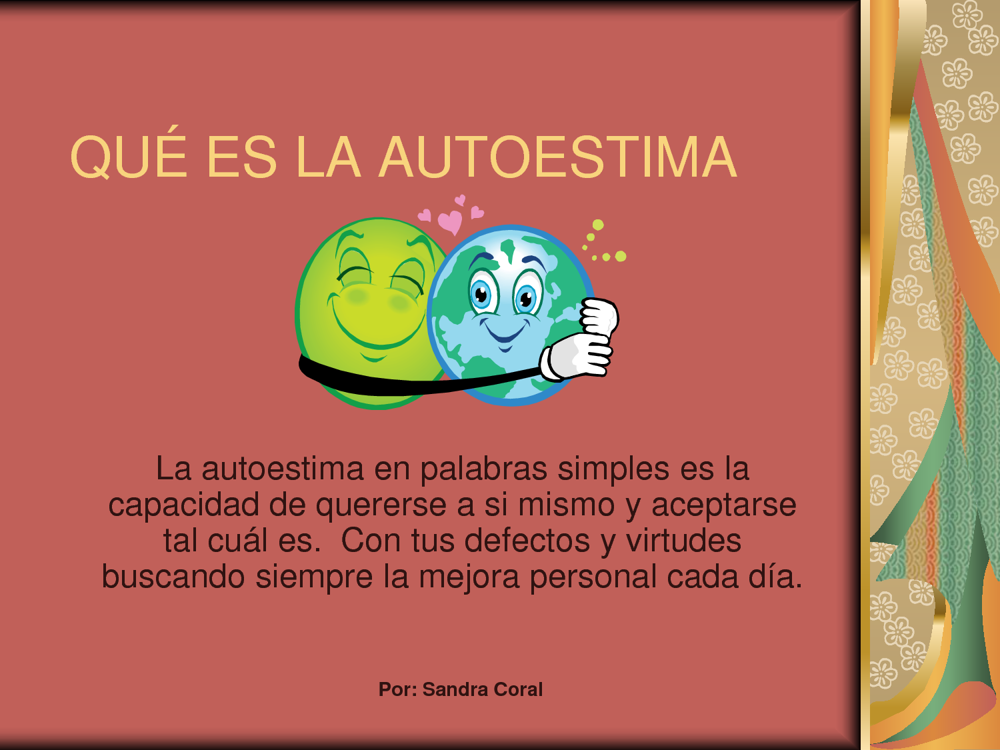 QUÉ ES LA AUTOESTIMA
La autoestima en palabras simples es la
capacidad de quererse a si mismo y aceptarse
tal cuál es.  Con tus defectos y virtudes
buscando siempre la mejora personal cada día.
Por: Sandra Coral